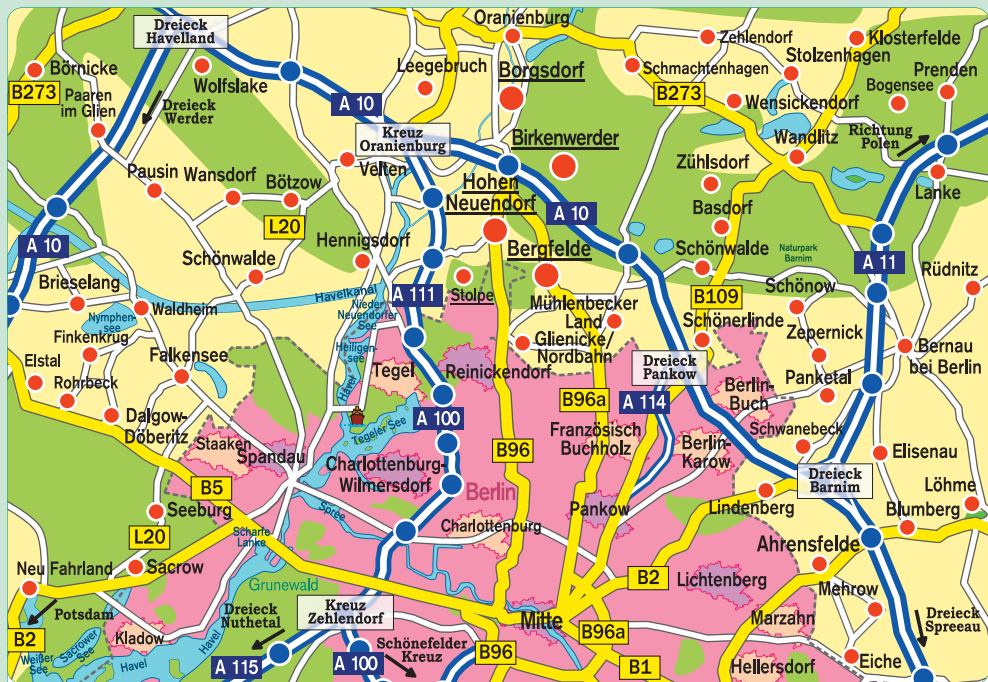 Dreieck
Havelland
Oranienburg
Zehlendorf
Klosterfelde
Stolzenhagen
Börnicke
B273
Wolfslake
Leegebruch
Borgsdorf
Schmachtenhagen
B273
Prenden
Bogensee
Paaren
im Glien
Dreieck
Werder
A 10
Wensickendorf
Kreuz
Oranienburg
Birkenwerder
Wandlitz
Richtung
Polen
Velten
Zühlsdorf
Lanke
Pausin
Wansdorf
Bötzow
Hohen
Neuendorf
Basdorf
L20
A 10
A 10
Hennigsdorf
Bergfelde
Schönwalde
Naturpark
Barnim
A 11
Schönwalde
Rüdnitz
Brieselang
Havelkanal
A 111
Stolpe
B109
Schönow
Waldheim
Nieder
Neuendorfer
See
Mühlenbecker
Land
Nymphen-
see
Schönerlinde
Zepernick
Finkenkrug
Glienicke/
Nordbahn
Bernau
bei Berlin
Elstal
Falkensee
Heiligen-
see
Tegel
Reinickendorf
Dreieck
Pankow
Panketal
Rohrbeck
Havel
B96a
A 114
Berlin-
Buch
Dalgow-
Döberitz
A 100
Tegeler See
Französisch
Buchholz
Schwanebeck
Staaken
Spandau
B96
Berlin-
Karow
Elisenau
Charlottenburg-
Wilmersdorf
Dreieck
Barnim
B5
Berlin
Löhme
Seeburg
Spree
Pankow
Lindenberg
Blumberg
L20
Scharfe
Lanke
Charlottenburg
Ahrensfelde
Neu Fahrland
Sacrow
Grunewald
B2
Lichtenberg
Mehrow
Potsdam
Dreieck
Nuthetal
Kreuz
Zehlendorf
Mitte
Marzahn
Dreieck
Spreeau
B2
Kladow
Havel
Schönefelder
Kreuz
B96a
Weißer
See
Sacrower
See
Havel
A 115
A 100
B96
B1
Hellersdorf
Eiche